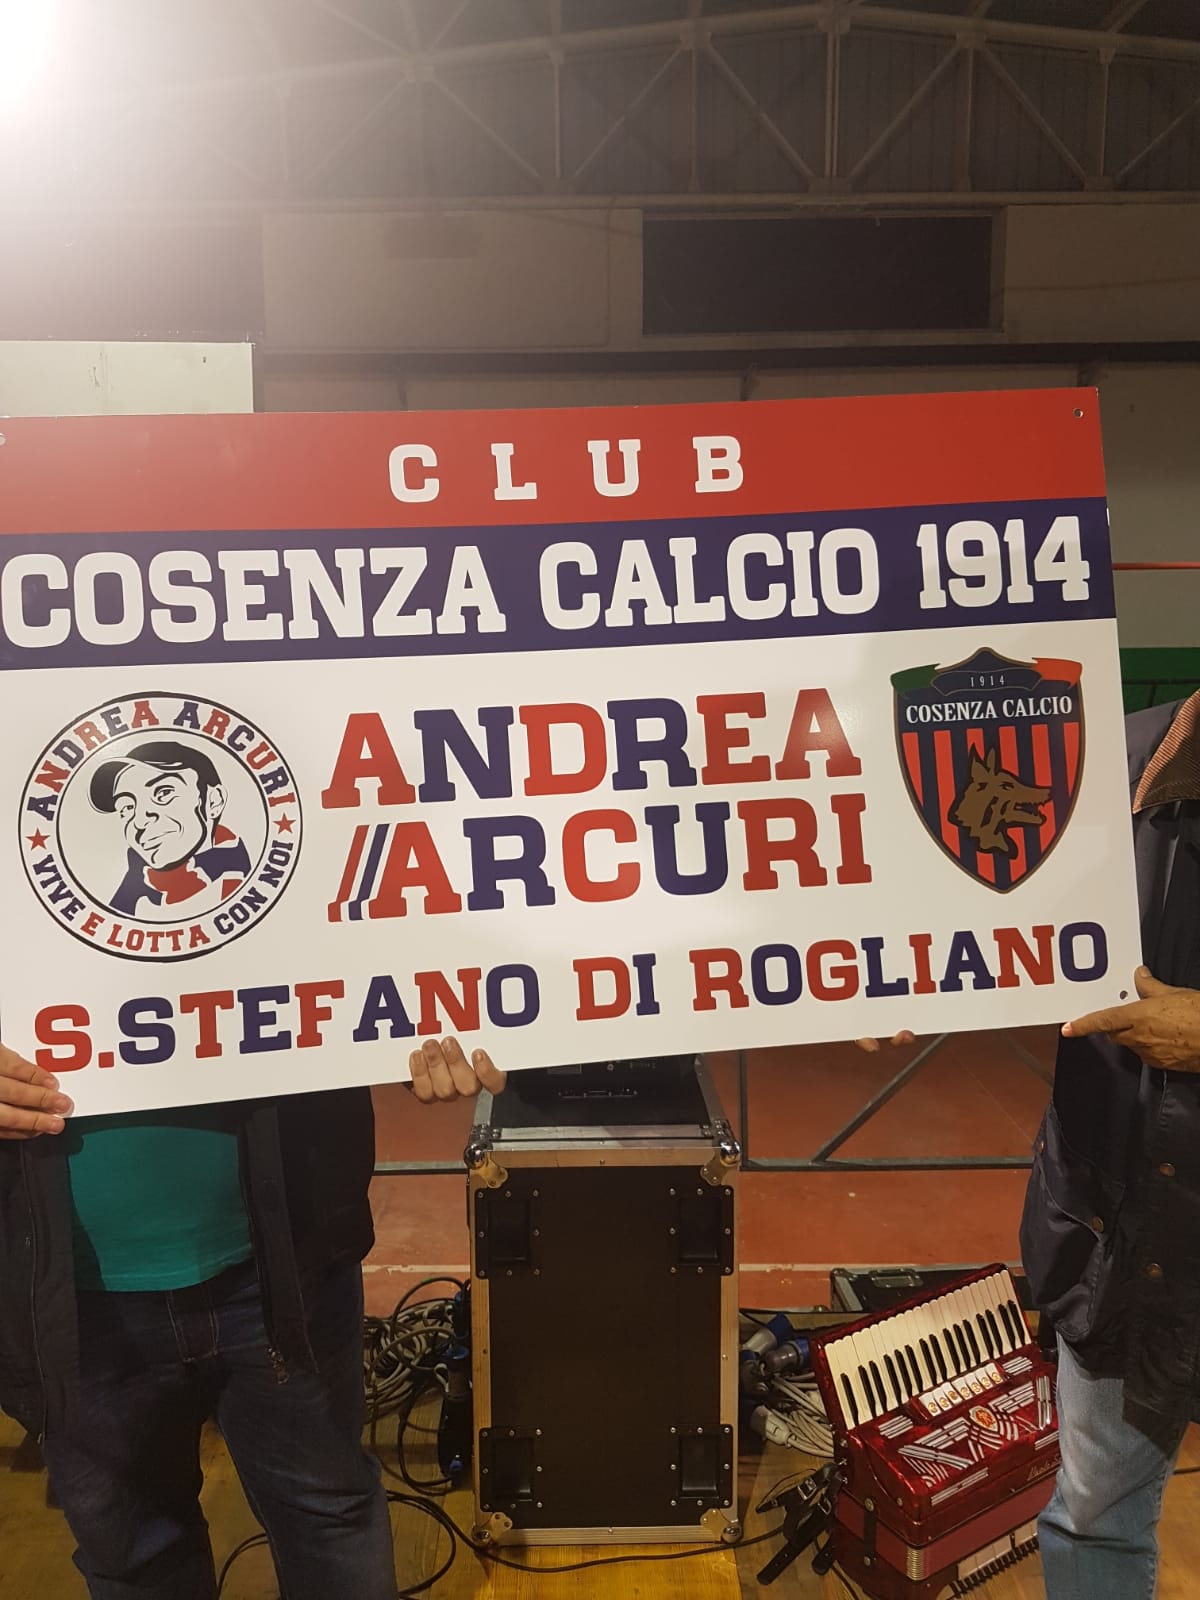 CLUB
COSENZA CALCIO 1914
ANDREA ARCURI
VIVE E LOTTA CON NOI
ANDREA
ARCURI
1914
COSENZA CALCIO
S.STEFANO DI ROGLIANO